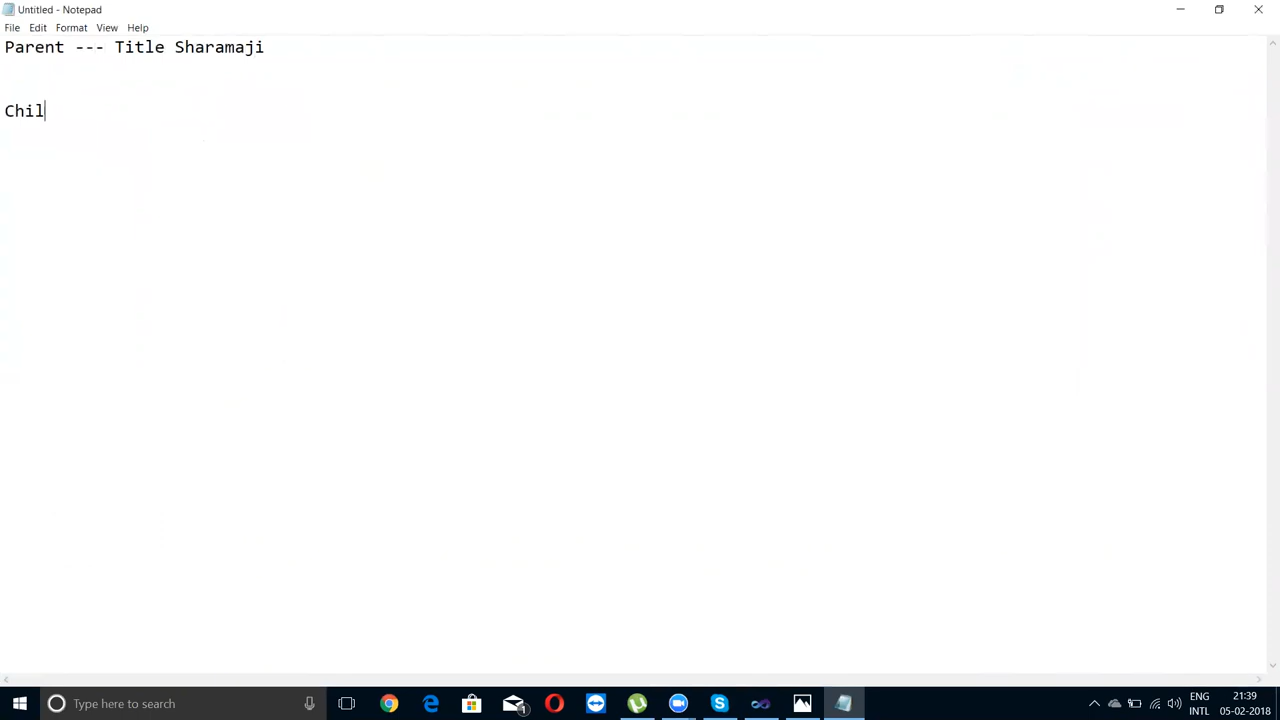 Untitled - Notepad
File Edit Format View Help
Parent --- Title Sharamaji
Chil
Type here to search
1
ENG
INTL
21:39
05-02-2018